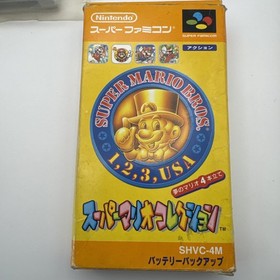 Nintendo
スーパーファミコン
SUPER FAMICOM
アクション
SUPER MARIO BROS.
1, 2, 3, USA
夢のマリオ4本立て
スーパーマリオコレクション™
SHVC-4M
バッテリーバックアップ